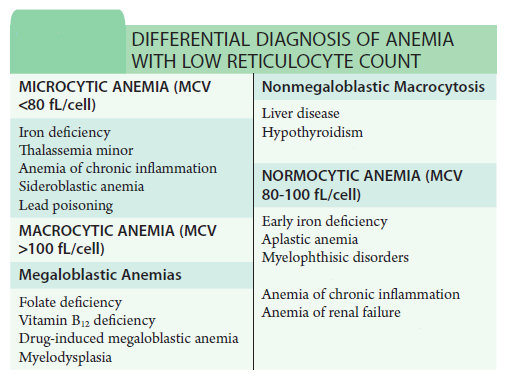 DIFFERENTIAL DIAGNOSIS OF ANEMIA
WITH LOW RETICULOCYTE COUNT
MICROCYTIC ANEMIA (MCV
<80 fL/cell)
Iron deficiency
Thalassemia minor
Anemia of chronic inflammation
Sideroblastic anemia
Lead poisoning
MACROCYTIC ANEMIA (MCV
>100 fL/cell)
Megaloblastic Anemias
Folate deficiency
Vitamin B₁₂ deficiency
Drug-induced megaloblastic anemia
Myelodysplasia
Nonmegaloblastic Macrocytosis
Liver disease
Hypothyroidism
NORMOCYTIC ANEMIA (MCV
80-100 fL/cell)
Early iron deficiency
Aplastic anemia
Myelophthisic disorders
Anemia of chronic inflammation
Anemia of renal failure